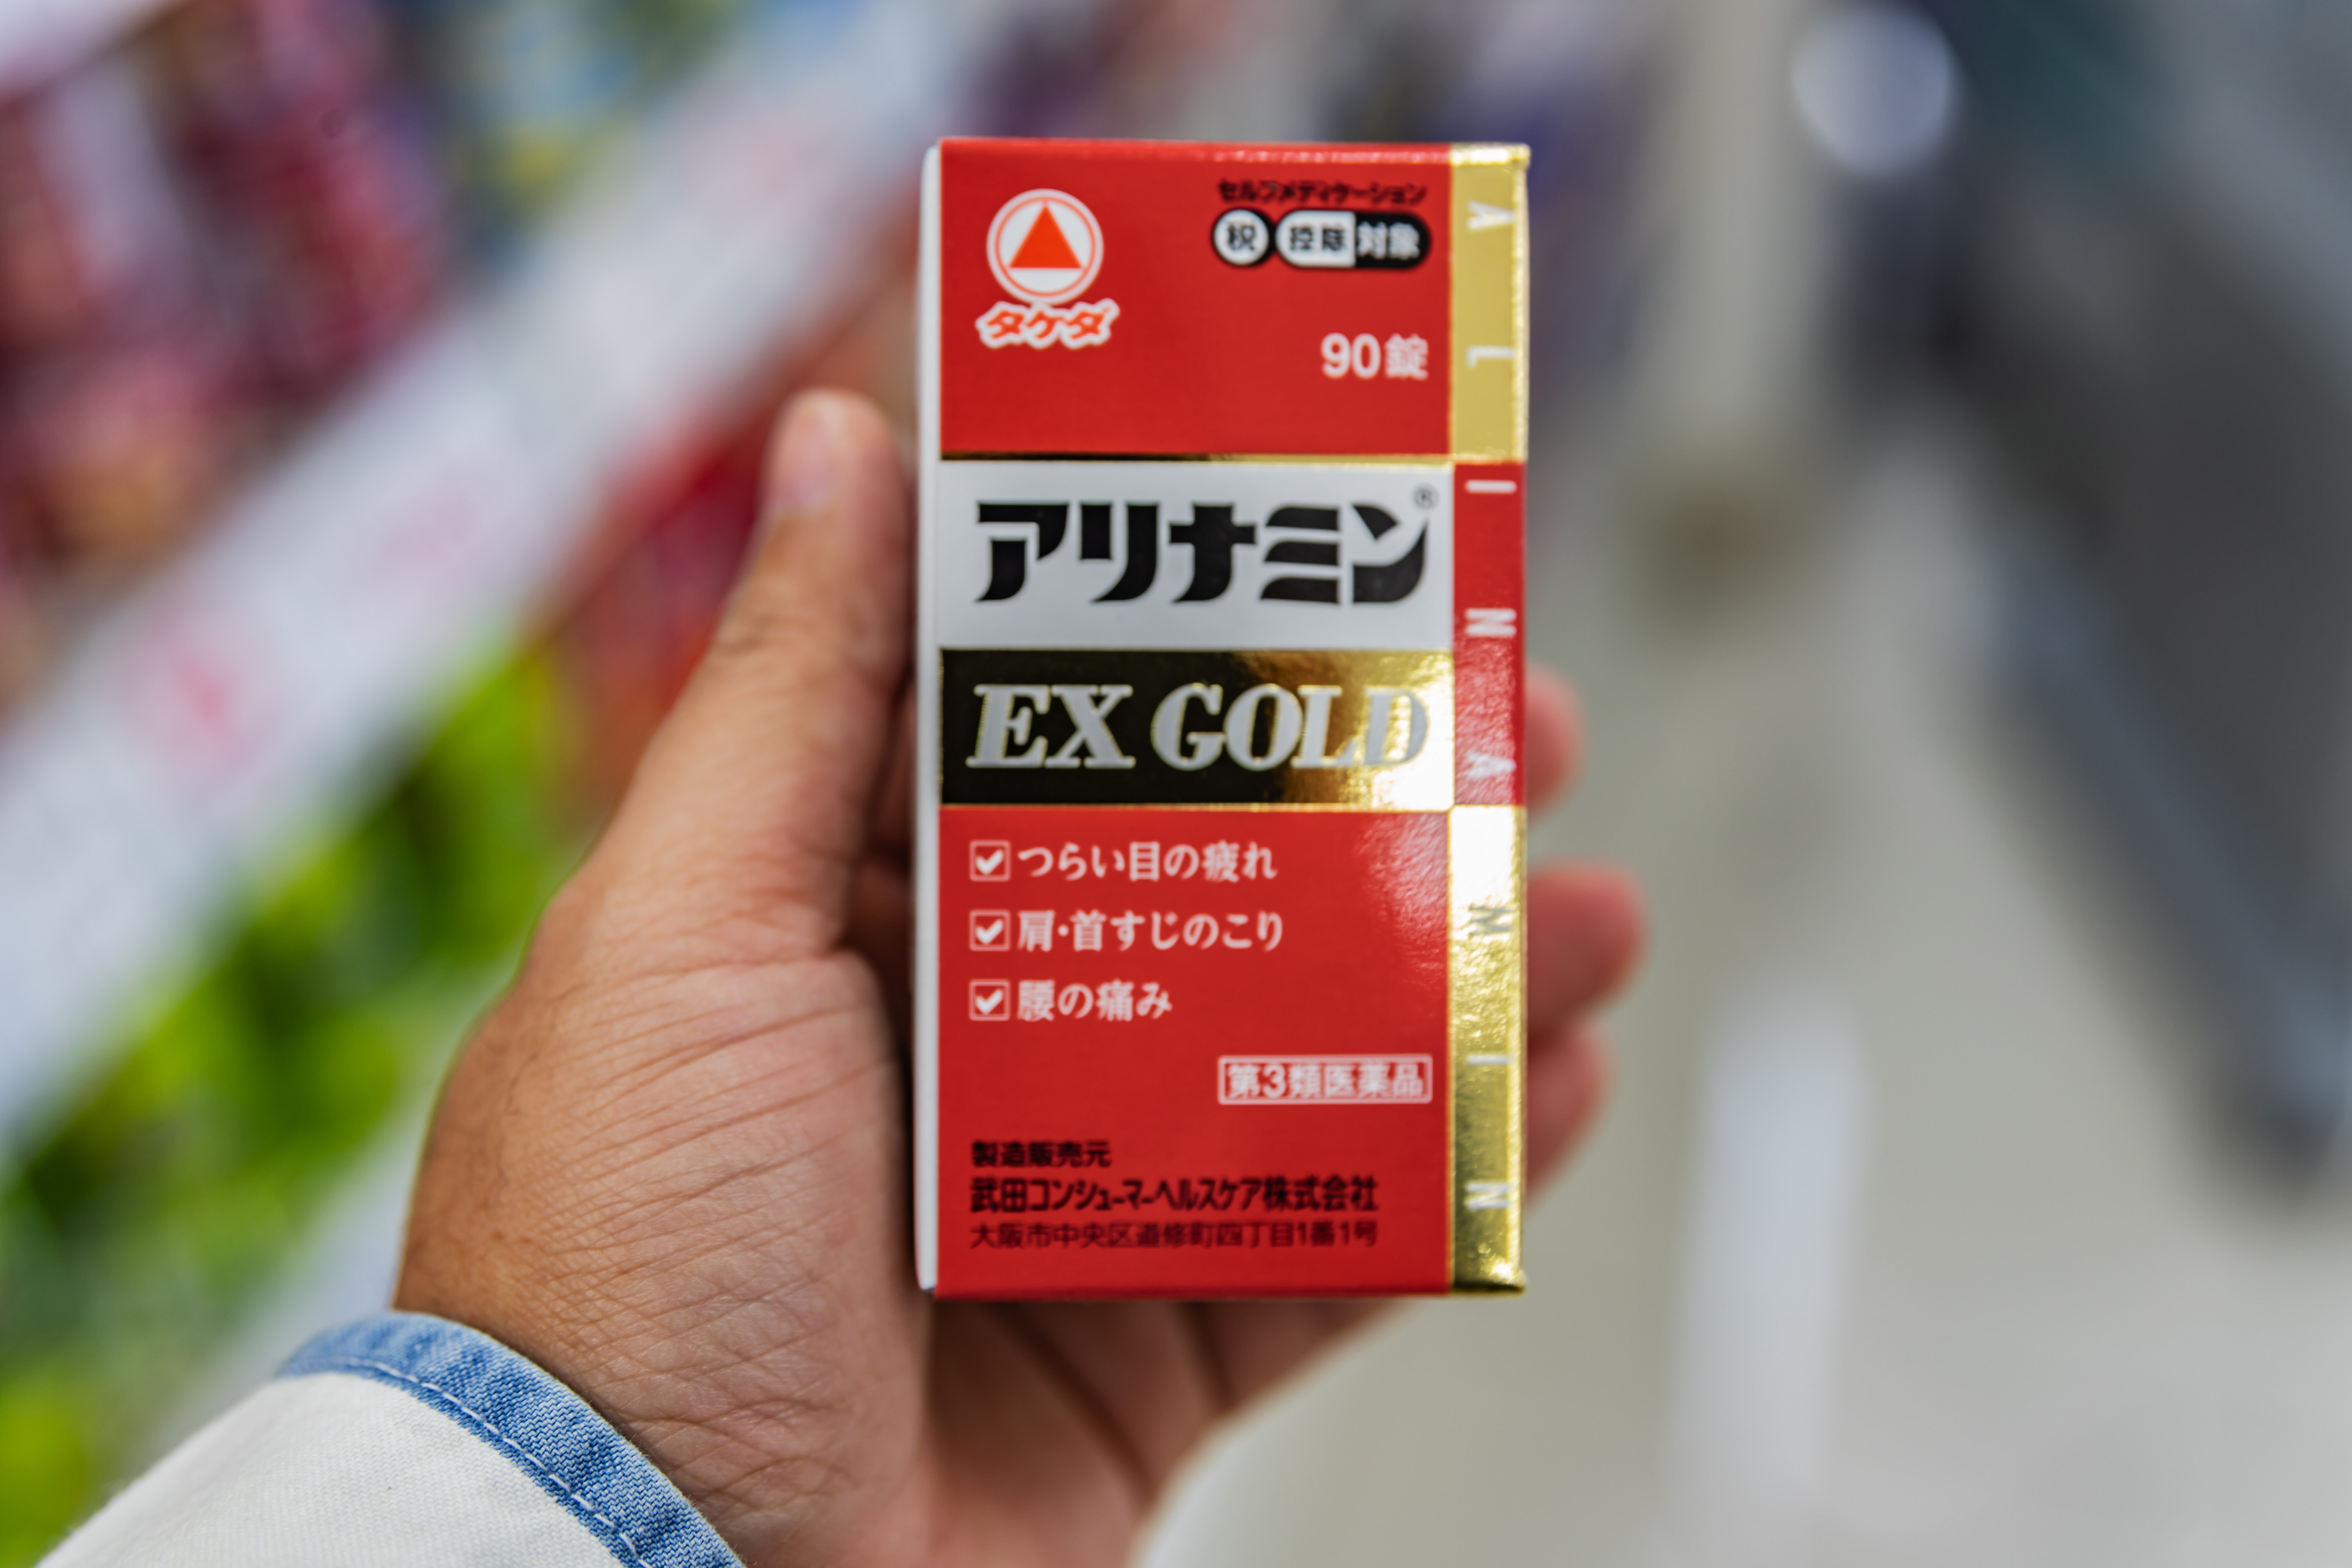 タケダ
セルフメディケーション
税 控除 対象
90錠
アリナミン®
EX GOLD
つらい目の疲れ
肩・首すじのこり
腰の痛み
第3類医薬品
製造販売元
武田コンシューマーヘルスケア株式会社
大阪市中央区道修町四丁目1番1号
ALINAMIN